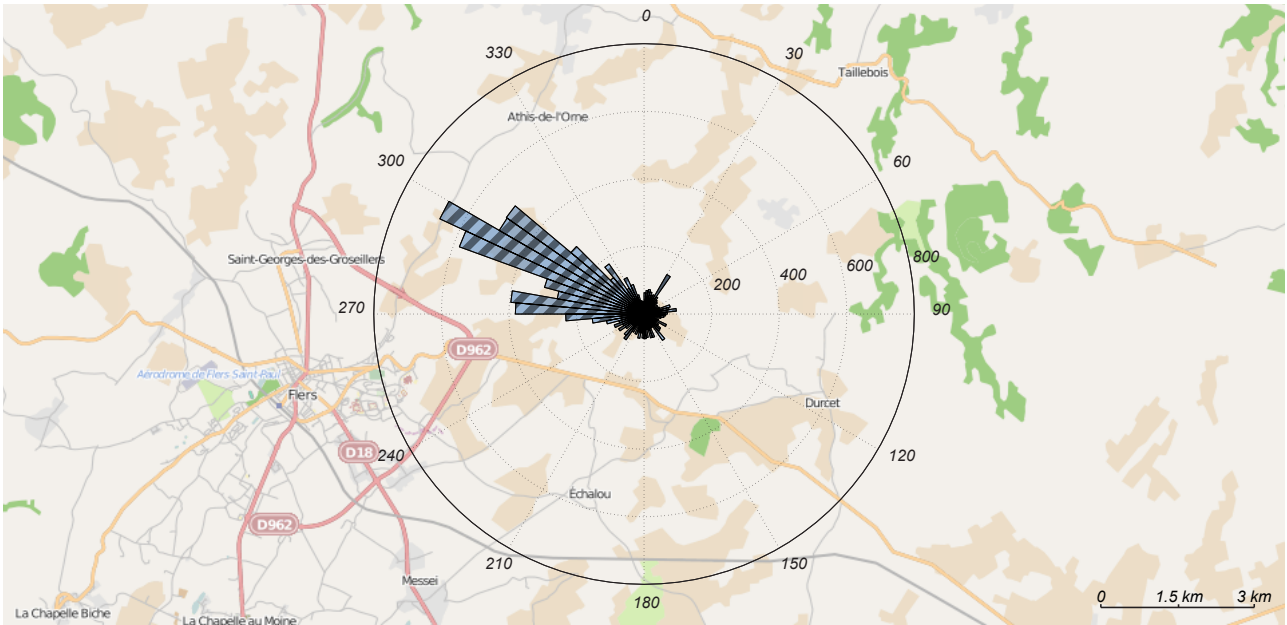 0
330
30
Taillebois
Athis-de-l'Orne
300
60
Saint-Georges-des-Groseillers
800
600
400
200
270
90
D962
Aérodrome de Flers Saint-Paul
Flers
Durcet
D18
240
120
Échalou
D962
210
150
Messei
180
0 1.5 km 3 km
La Chapelle Biche
La Chapelle au Moine